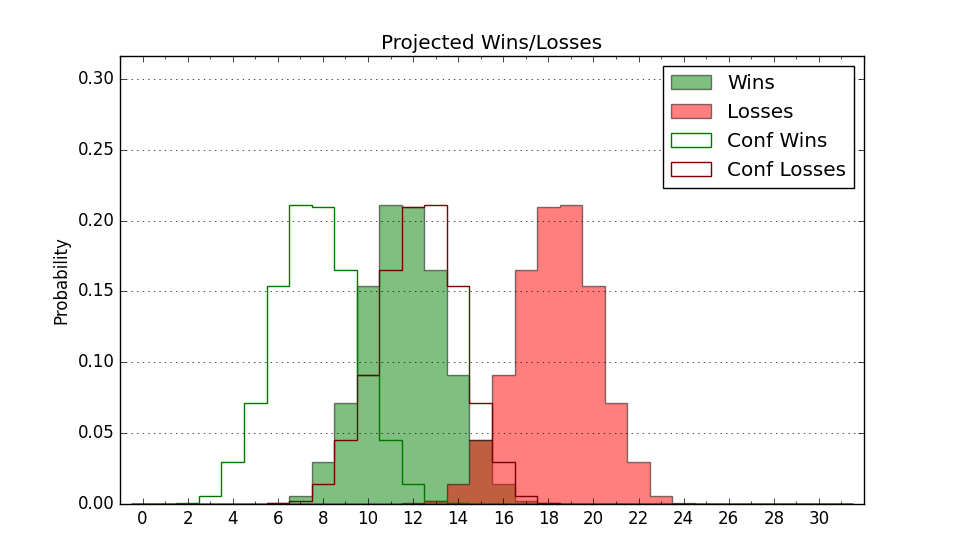 Projected Wins/Losses
0.30
0.25
0.20
0.15
0.10
0.05
0.00
Probability
Wins
Losses
Conf Wins
Conf Losses
0 2 4 6 8 10 12 14 16 18 20 22 24 26 28 30